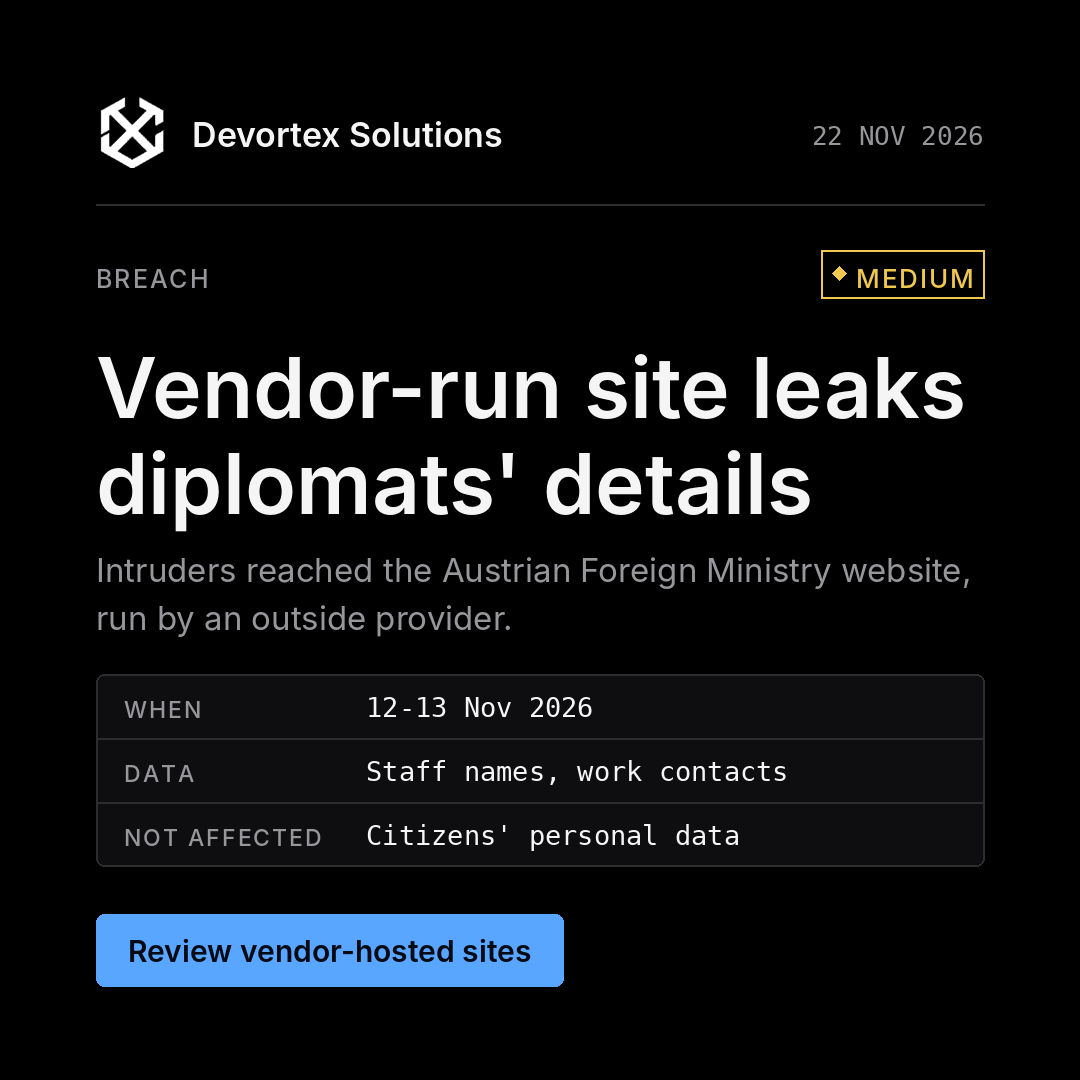 Devortex Solutions
22 NOV 2026
BREACH
MEDIUM
Vendor-run site leaks
diplomats' details
Intruders reached the Austrian Foreign Ministry website,
run by an outside provider.
WHEN 12-13 Nov 2026
DATA Staff names, work contacts
NOT AFFECTED Citizens' personal data
Review vendor-hosted sites